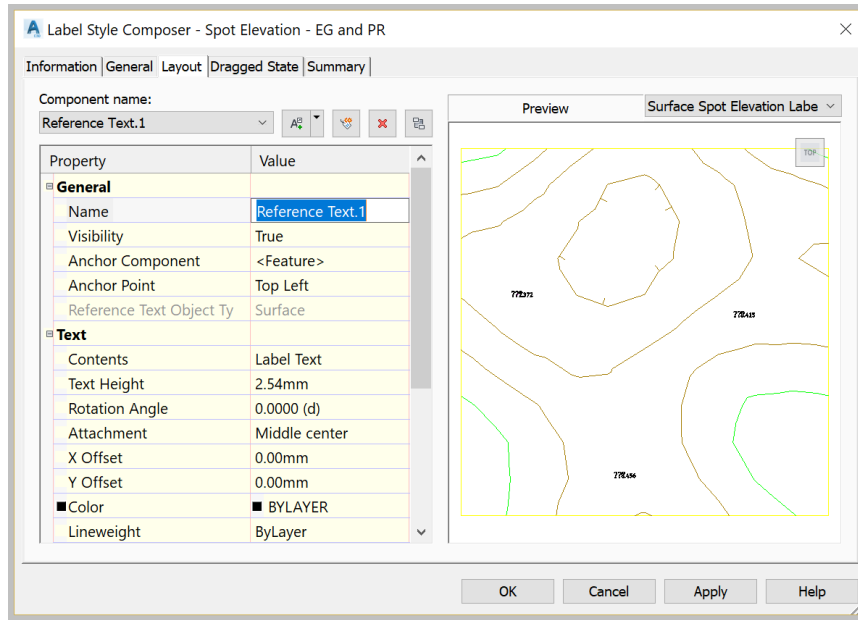 Label Style Composer - Spot Elevation - EG and PR
Information General Layout Dragged State Summary
Component name:
Reference Text.1
Preview
Surface Spot Elevation Labe
TOP
Property Value
General
Name Reference Text.1
Visibility True
Anchor Component <Feature>
Anchor Point Top Left
Reference Text Object Ty Surface
Text
Contents Label Text
Text Height 2.54mm
Rotation Angle 0.0000 (d)
Attachment Middle center
X Offset 0.00mm
Y Offset 0.00mm
Color BYLAYER
Lineweight ByLayer
OK Cancel Apply Help